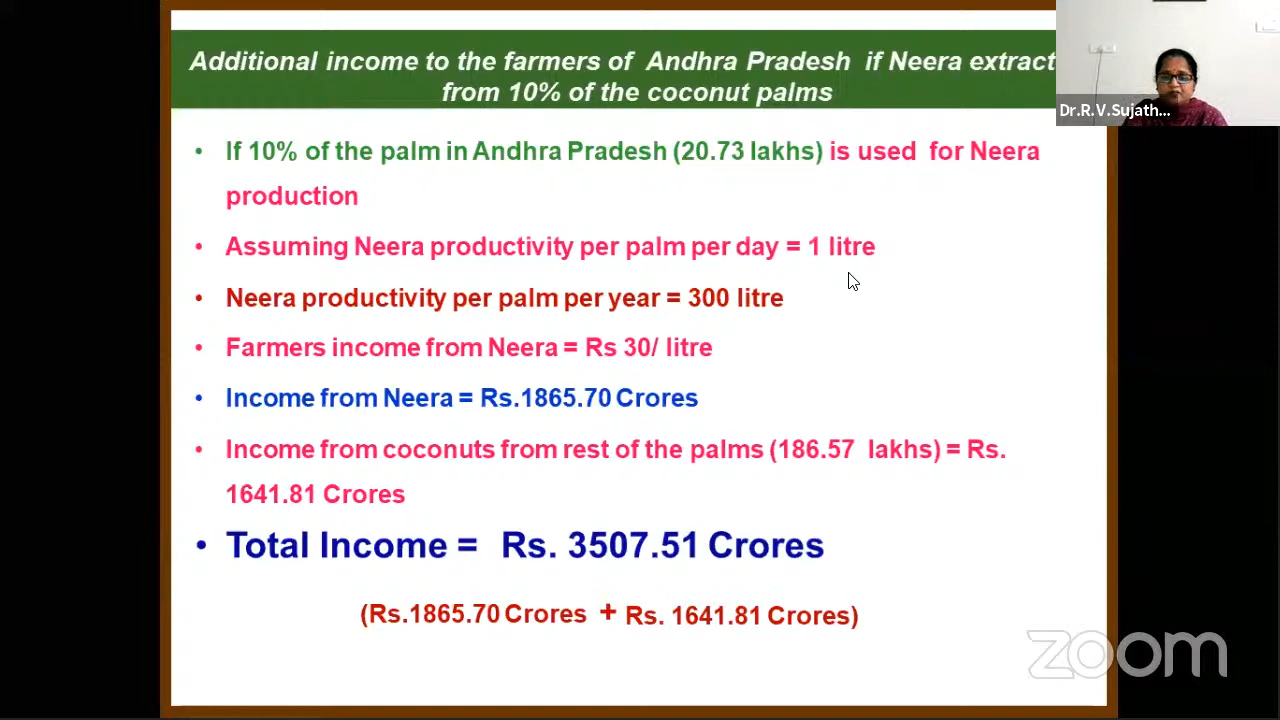 Additional income to the farmers of Andhra Pradesh if Neera extract
from 10% of the coconut palms
Dr.R.V.Sujath...
• If 10% of the palm in Andhra Pradesh (20.73 lakhs) is used for Neera
production
• Assuming Neera productivity per palm per day = 1 litre
• Neera productivity per palm per year = 300 litre
• Farmers income from Neera = Rs 30/ litre
• Income from Neera = Rs.1865.70 Crores
• Income from coconuts from rest of the palms (186.57 lakhs) = Rs.
1641.81 Crores
• Total Income = Rs. 3507.51 Crores
(Rs.1865.70 Crores + Rs. 1641.81 Crores)
zoom